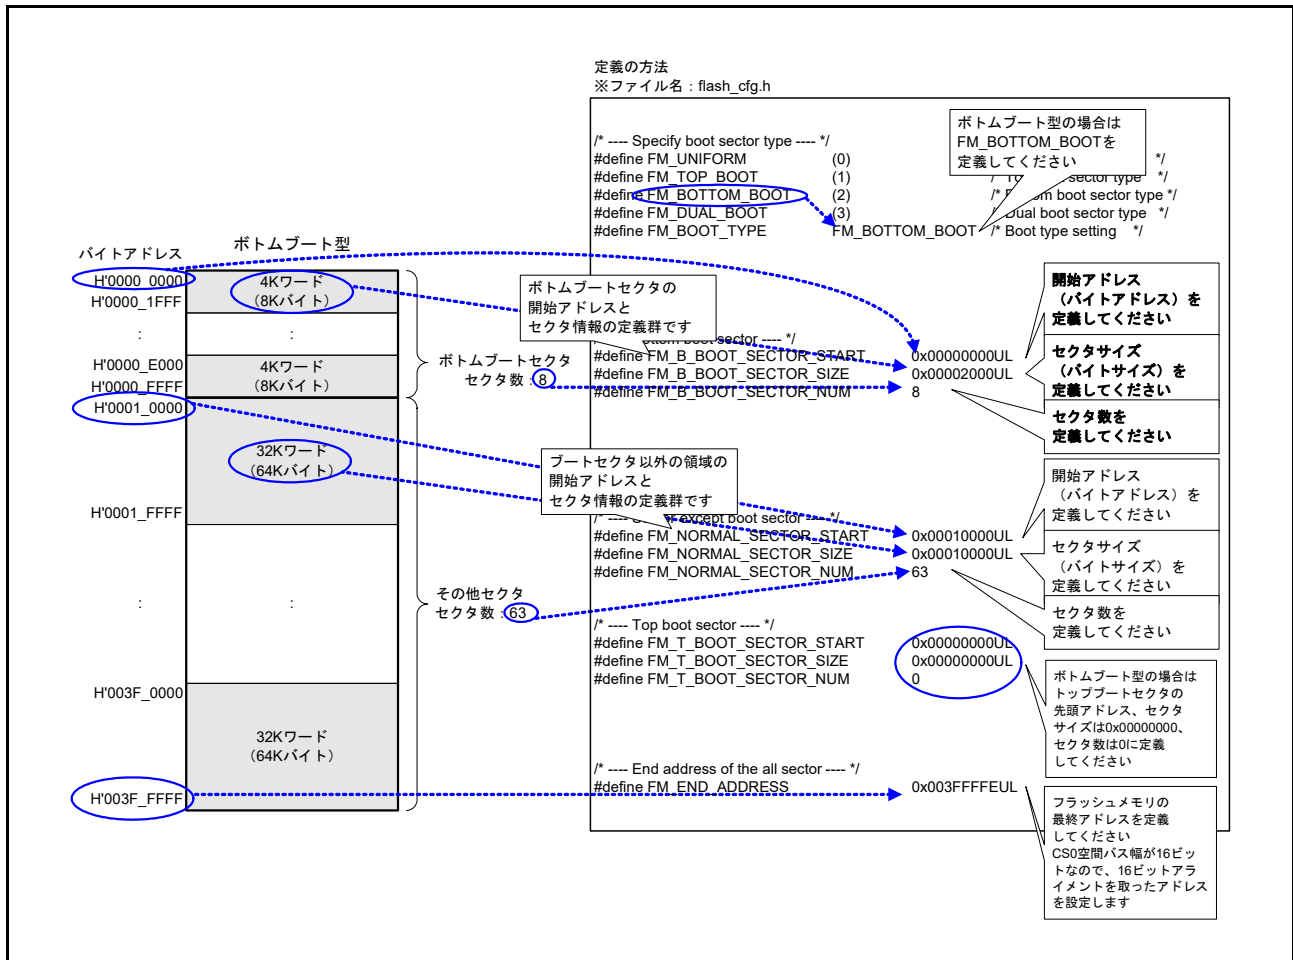 定義の方法
※ファイル名：flash_cfg.h
ボトムブート型の場合は
FM_BOTTOM_BOOTを
定義してください
/* ---- Specify boot sector type ---- */
#define FM_UNIFORM (0) */
#define FM_TOP_BOOT (1) sector type */
#define FM_BOTTOM_BOOT (2) /* om boot sector type */
#define FM_DUAL_BOOT (3) Dual boot sector type */
#define FM_BOOT_TYPE FM_BOTTOM_BOOT /* Boot type setting */
バイトアドレス
ボトムブート型
H'0000_0000
H'0000_1FFF
:
H'0000_E000
H'0000_FFFF
H'0001_0000
H'0001_FFFF
:
H'003F_0000
H'003F_FFFF
4Kワード
（8Kバイト）
:
4Kワード
（8Kバイト）
32Kワード
（64Kバイト）
:
32Kワード
（64Kバイト）
ボトムブートセクタ
セクタ数：8
その他セクタ
セクタ数：63
ボトムブートセクタの
開始アドレスと
セクタ情報の定義群です
boot sector ---- */
#define FM_B_BOOT_SECTOR_START 0x00000000UL
#define FM_B_BOOT_SECTOR_SIZE 0x00002000UL
#define FM_B_BOOT_SECTOR_NUM 8
開始アドレス
（バイトアドレス）を
定義してください
セクタサイズ
（バイトサイズ）を
定義してください
セクタ数を
定義してください
ブートセクタ以外の領域の
開始アドレスと
セクタ情報の定義群です
/* ---- except boot sector ---- */
#define FM_NORMAL_SECTOR_START 0x00010000UL
#define FM_NORMAL_SECTOR_SIZE 0x00010000UL
#define FM_NORMAL_SECTOR_NUM 63
開始アドレス
（バイトアドレス）を
定義してください
セクタサイズ
（バイトサイズ）を
定義してください
セクタ数を
定義してください
/* ---- Top boot sector ---- */
#define FM_T_BOOT_SECTOR_START 0x00000000UL
#define FM_T_BOOT_SECTOR_SIZE 0x00000000UL
#define FM_T_BOOT_SECTOR_NUM 0
ボトムブート型の場合は
トップブートセクタの
先頭アドレス、セクタ
サイズは0x00000000、
セクタ数は0に定義
してください
/* ---- End address of the all sector ---- */
#define FM_END_ADDRESS 0x003FFFFEUL
フラッシュメモリの
最終アドレスを定義
してください
CS0空間バス幅が16ビッ
トなので、16ビットアラ
イメントを取ったアドレス
を設定します